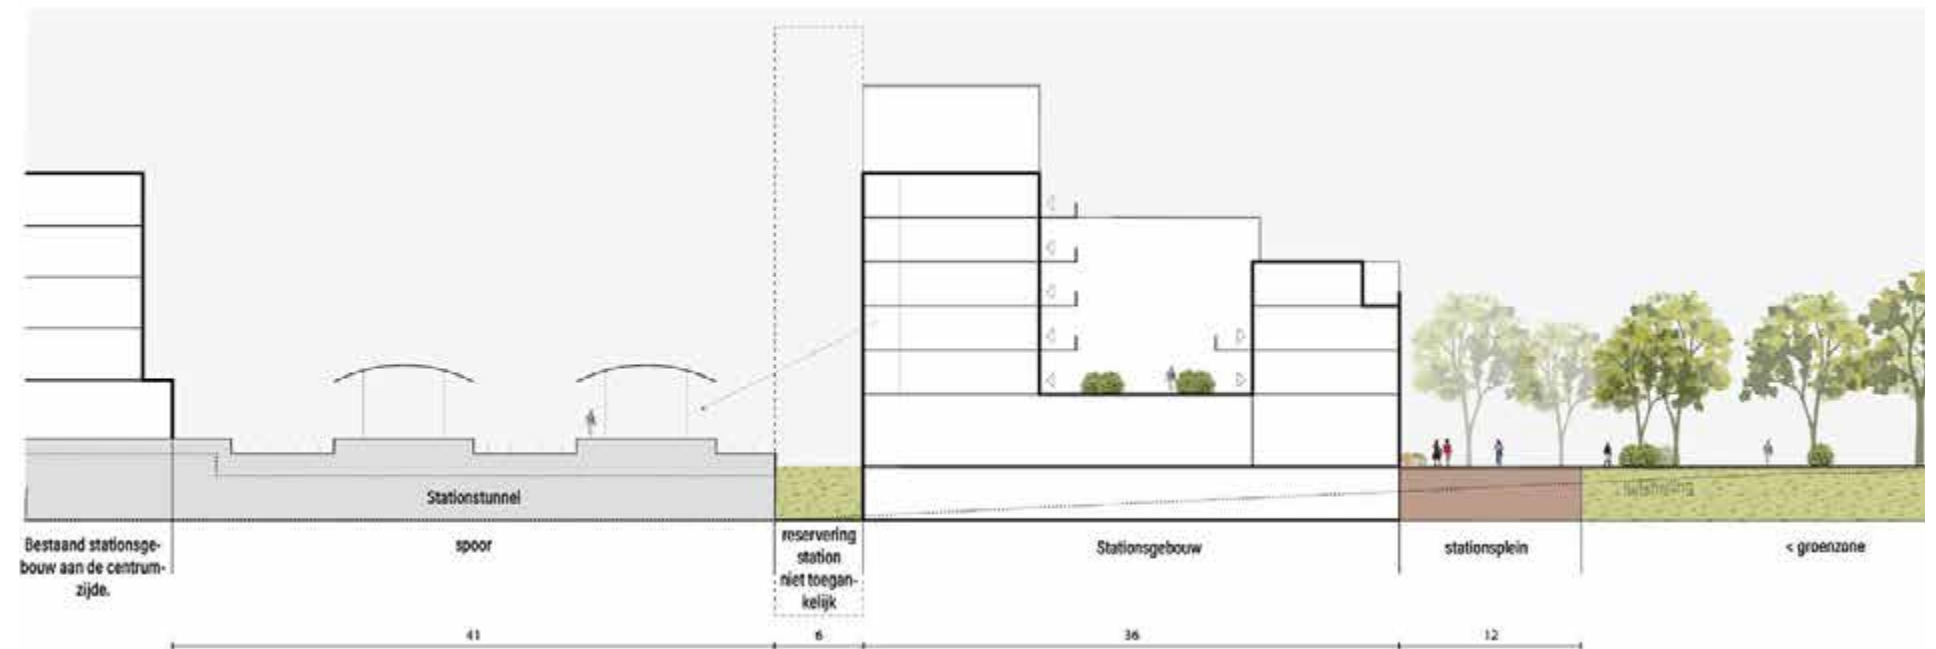 Stationstunnel
Bestaand stationsge-
bouw aan de centrum-
zijde.
spoor
reservering
station
niet toegan-
kelijk
Stationsgebouw
stationsplein
< groenzone
41
6
36
12